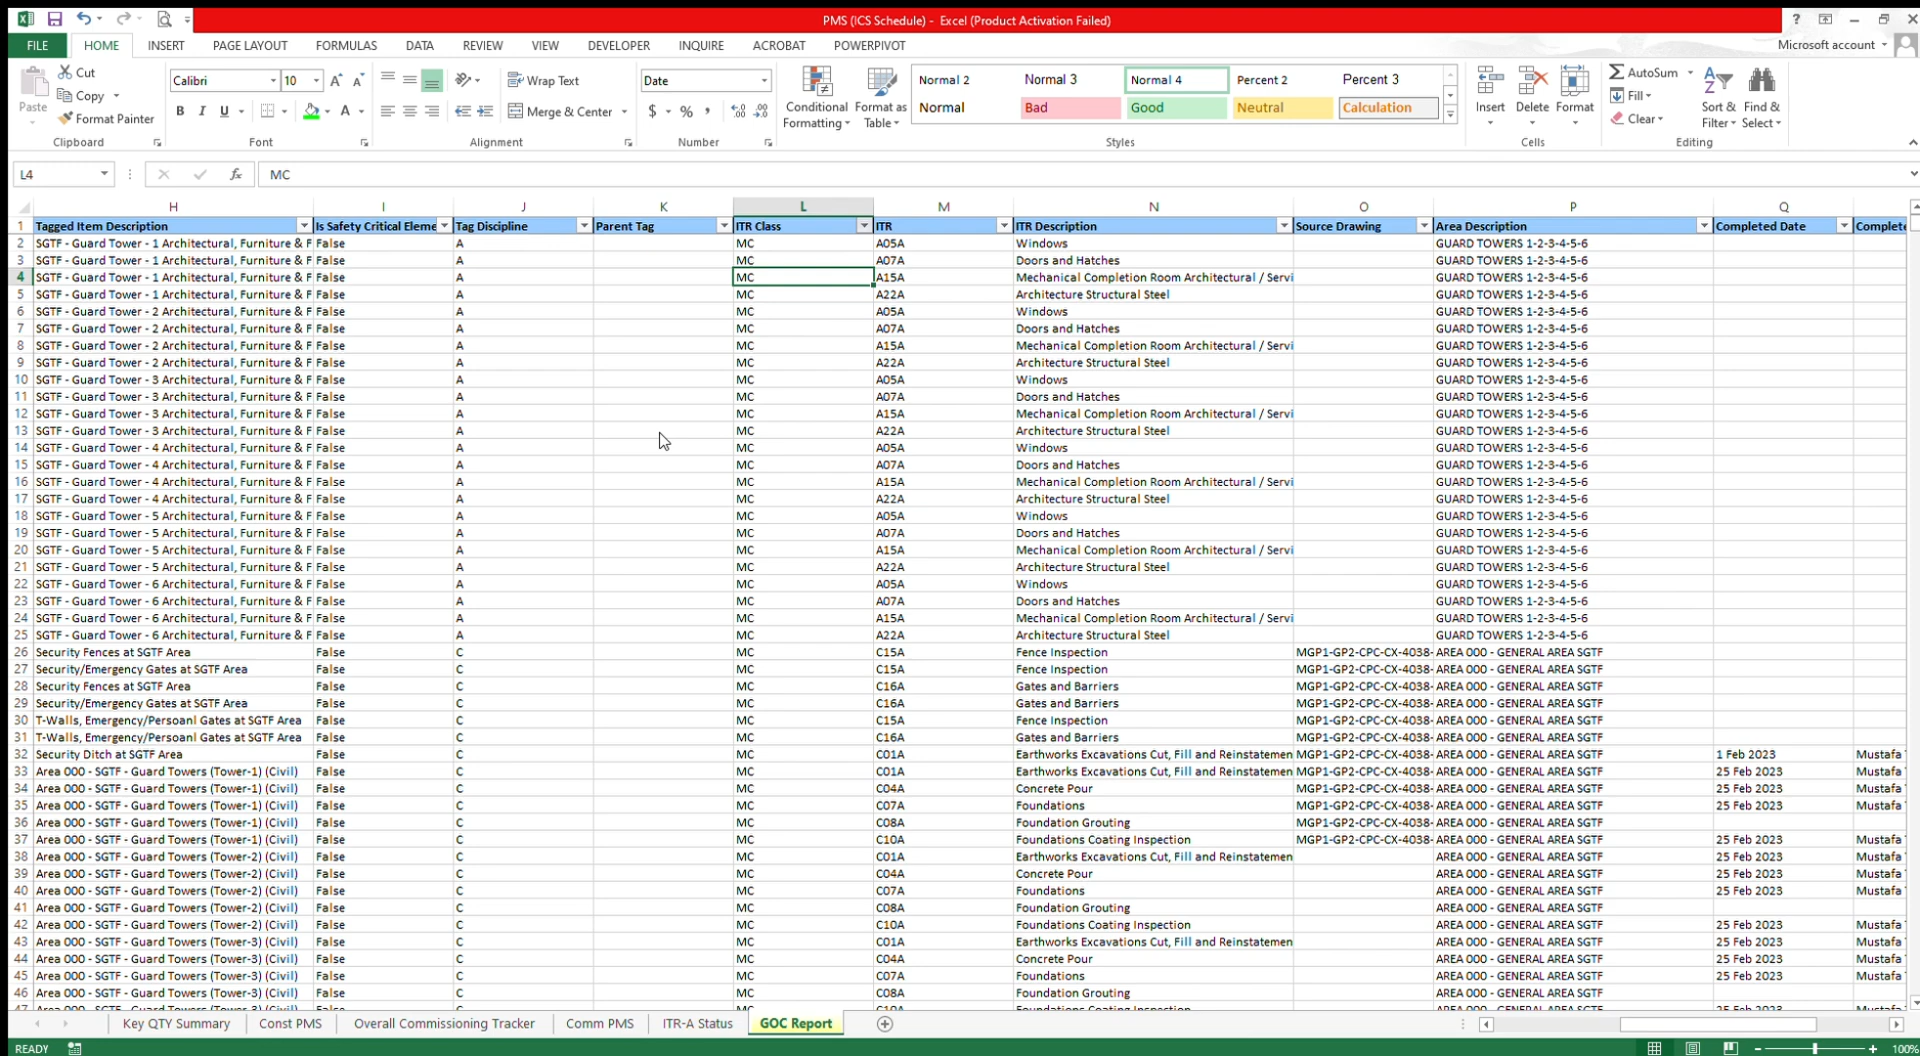 PMS (ICS Schedule) - Excel (Product Activation Failed)
FILE HOME INSERT PAGE LAYOUT FORMULAS DATA REVIEW VIEW DEVELOPER INQUIRE ACROBAT POWERPIVOT Microsoft account
Paste Cut Copy Format Painter Clipboard
Calibri 10 B I U Font
Wrap Text Merge & Center Alignment
Date $ % , Number
Conditional Formatting Format as Table
Normal 2 Normal 3 Normal 4 Percent 2 Percent 3
Normal Bad Good Neutral Calculation
Styles
Insert Delete Format Cells
AutoSum Fill Clear Sort & Filter Find & Select Editing
L4 fx MC
H I J K L M N O P Q
1 Tagged Item Description Is Safety Critical Eleme Tag Discipline Parent Tag ITR Class ITR ITR Description Source Drawing Area Description Completed Date Complete
2 SGTF - Guard Tower - 1 Architectural, Furniture & F False A MC A05A Windows GUARD TOWERS 1-2-3-4-5-6
3 SGTF - Guard Tower - 1 Architectural, Furniture & F False A MC A07A Doors and Hatches GUARD TOWERS 1-2-3-4-5-6
4 SGTF - Guard Tower - 1 Architectural, Furniture & F False A MC A15A Mechanical Completion Room Architectural / Servi GUARD TOWERS 1-2-3-4-5-6
5 SGTF - Guard Tower - 1 Architectural, Furniture & F False A MC A22A Architecture Structural Steel GUARD TOWERS 1-2-3-4-5-6
6 SGTF - Guard Tower - 2 Architectural, Furniture & F False A MC A05A Windows GUARD TOWERS 1-2-3-4-5-6
7 SGTF - Guard Tower - 2 Architectural, Furniture & F False A MC A07A Doors and Hatches GUARD TOWERS 1-2-3-4-5-6
8 SGTF - Guard Tower - 2 Architectural, Furniture & F False A MC A15A Mechanical Completion Room Architectural / Servi GUARD TOWERS 1-2-3-4-5-6
9 SGTF - Guard Tower - 2 Architectural, Furniture & F False A MC A22A Architecture Structural Steel GUARD TOWERS 1-2-3-4-5-6
10 SGTF - Guard Tower - 3 Architectural, Furniture & F False A MC A05A Windows GUARD TOWERS 1-2-3-4-5-6
11 SGTF - Guard Tower - 3 Architectural, Furniture & F False A MC A07A Doors and Hatches GUARD TOWERS 1-2-3-4-5-6
12 SGTF - Guard Tower - 3 Architectural, Furniture & F False A MC A15A Mechanical Completion Room Architectural / Servi GUARD TOWERS 1-2-3-4-5-6
13 SGTF - Guard Tower - 3 Architectural, Furniture & F False A MC A22A Architecture Structural Steel GUARD TOWERS 1-2-3-4-5-6
14 SGTF - Guard Tower - 4 Architectural, Furniture & F False A MC A05A Windows GUARD TOWERS 1-2-3-4-5-6
15 SGTF - Guard Tower - 4 Architectural, Furniture & F False A MC A07A Doors and Hatches GUARD TOWERS 1-2-3-4-5-6
16 SGTF - Guard Tower - 4 Architectural, Furniture & F False A MC A15A Mechanical Completion Room Architectural / Servi GUARD TOWERS 1-2-3-4-5-6
17 SGTF - Guard Tower - 4 Architectural, Furniture & F False A MC A22A Architecture Structural Steel GUARD TOWERS 1-2-3-4-5-6
18 SGTF - Guard Tower - 5 Architectural, Furniture & F False A MC A05A Windows GUARD TOWERS 1-2-3-4-5-6
19 SGTF - Guard Tower - 5 Architectural, Furniture & F False A MC A07A Doors and Hatches GUARD TOWERS 1-2-3-4-5-6
20 SGTF - Guard Tower - 5 Architectural, Furniture & F False A MC A15A Mechanical Completion Room Architectural / Servi GUARD TOWERS 1-2-3-4-5-6
21 SGTF - Guard Tower - 5 Architectural, Furniture & F False A MC A22A Architecture Structural Steel GUARD TOWERS 1-2-3-4-5-6
22 SGTF - Guard Tower - 6 Architectural, Furniture & F False A MC A05A Windows GUARD TOWERS 1-2-3-4-5-6
23 SGTF - Guard Tower - 6 Architectural, Furniture & F False A MC A07A Doors and Hatches GUARD TOWERS 1-2-3-4-5-6
24 SGTF - Guard Tower - 6 Architectural, Furniture & F False A MC A15A Mechanical Completion Room Architectural / Servi GUARD TOWERS 1-2-3-4-5-6
25 SGTF - Guard Tower - 6 Architectural, Furniture & F False A MC A22A Architecture Structural Steel GUARD TOWERS 1-2-3-4-5-6
26 Security Fences at SGTF Area False C MC C15A Fence Inspection MGP1-GP2-CPC-CX-4038- AREA 000 - GENERAL AREA SGTF
27 Security/Emergency Gates at SGTF Area False C MC C15A Fence Inspection MGP1-GP2-CPC-CX-4038- AREA 000 - GENERAL AREA SGTF
28 Security Fences at SGTF Area False C MC C16A Gates and Barriers MGP1-GP2-CPC-CX-4038- AREA 000 - GENERAL AREA SGTF
29 Security/Emergency Gates at SGTF Area False C MC C16A Gates and Barriers MGP1-GP2-CPC-CX-4038- AREA 000 - GENERAL AREA SGTF
30 T-Walls, Emergency/Persoanl Gates at SGTF Area False C MC C15A Fence Inspection MGP1-GP2-CPC-CX-4038- AREA 000 - GENERAL AREA SGTF
31 T-Walls, Emergency/Persoanl Gates at SGTF Area False C MC C16A Gates and Barriers MGP1-GP2-CPC-CX-4038- AREA 000 - GENERAL AREA SGTF
32 Security Ditch at SGTF Area False C MC C01A Earthworks Excavations Cut, Fill and Reinstatemen MGP1-GP2-CPC-CX-4038- AREA 000 - GENERAL AREA SGTF 1 Feb 2023 Mustafa
33 Area 000 - SGTF - Guard Towers (Tower-1) (Civil) False C MC C01A Earthworks Excavations Cut, Fill and Reinstatemen MGP1-GP2-CPC-CX-4038- AREA 000 - GENERAL AREA SGTF 25 Feb 2023 Mustafa
34 Area 000 - SGTF - Guard Towers (Tower-1) (Civil) False C MC C04A Concrete Pour MGP1-GP2-CPC-CX-4038- AREA 000 - GENERAL AREA SGTF 25 Feb 2023 Mustafa
35 Area 000 - SGTF - Guard Towers (Tower-1) (Civil) False C MC C07A Foundations MGP1-GP2-CPC-CX-4038- AREA 000 - GENERAL AREA SGTF 25 Feb 2023 Mustafa
36 Area 000 - SGTF - Guard Towers (Tower-1) (Civil) False C MC C08A Foundation Grouting MGP1-GP2-CPC-CX-4038- AREA 000 - GENERAL AREA SGTF
37 Area 000 - SGTF - Guard Towers (Tower-1) (Civil) False C MC C10A Foundations Coating Inspection MGP1-GP2-CPC-CX-4038- AREA 000 - GENERAL AREA SGTF 25 Feb 2023 Mustafa
38 Area 000 - SGTF - Guard Towers (Tower-2) (Civil) False C MC C01A Earthworks Excavations Cut, Fill and Reinstatemen AREA 000 - GENERAL AREA SGTF 25 Feb 2023 Mustafa
39 Area 000 - SGTF - Guard Towers (Tower-2) (Civil) False C MC C04A Concrete Pour AREA 000 - GENERAL AREA SGTF 25 Feb 2023 Mustafa
40 Area 000 - SGTF - Guard Towers (Tower-2) (Civil) False C MC C07A Foundations AREA 000 - GENERAL AREA SGTF 25 Feb 2023 Mustafa
41 Area 000 - SGTF - Guard Towers (Tower-2) (Civil) False C MC C08A Foundation Grouting AREA 000 - GENERAL AREA SGTF
42 Area 000 - SGTF - Guard Towers (Tower-2) (Civil) False C MC C10A Foundations Coating Inspection AREA 000 - GENERAL AREA SGTF 25 Feb 2023 Mustafa
43 Area 000 - SGTF - Guard Towers (Tower-3) (Civil) False C MC C01A Earthworks Excavations Cut, Fill and Reinstatemen AREA 000 - GENERAL AREA SGTF 25 Feb 2023 Mustafa
44 Area 000 - SGTF - Guard Towers (Tower-3) (Civil) False C MC C04A Concrete Pour AREA 000 - GENERAL AREA SGTF 25 Feb 2023 Mustafa
45 Area 000 - SGTF - Guard Towers (Tower-3) (Civil) False C MC C07A Foundations AREA 000 - GENERAL AREA SGTF 25 Feb 2023 Mustafa
46 Area 000 - SGTF - Guard Towers (Tower-3) (Civil) False C MC C08A Foundation Grouting AREA 000 - GENERAL AREA SGTF
Key QTY Summary Const PMS Overall Commissioning Tracker Comm PMS ITR-A Status GOC Report
READY 100%